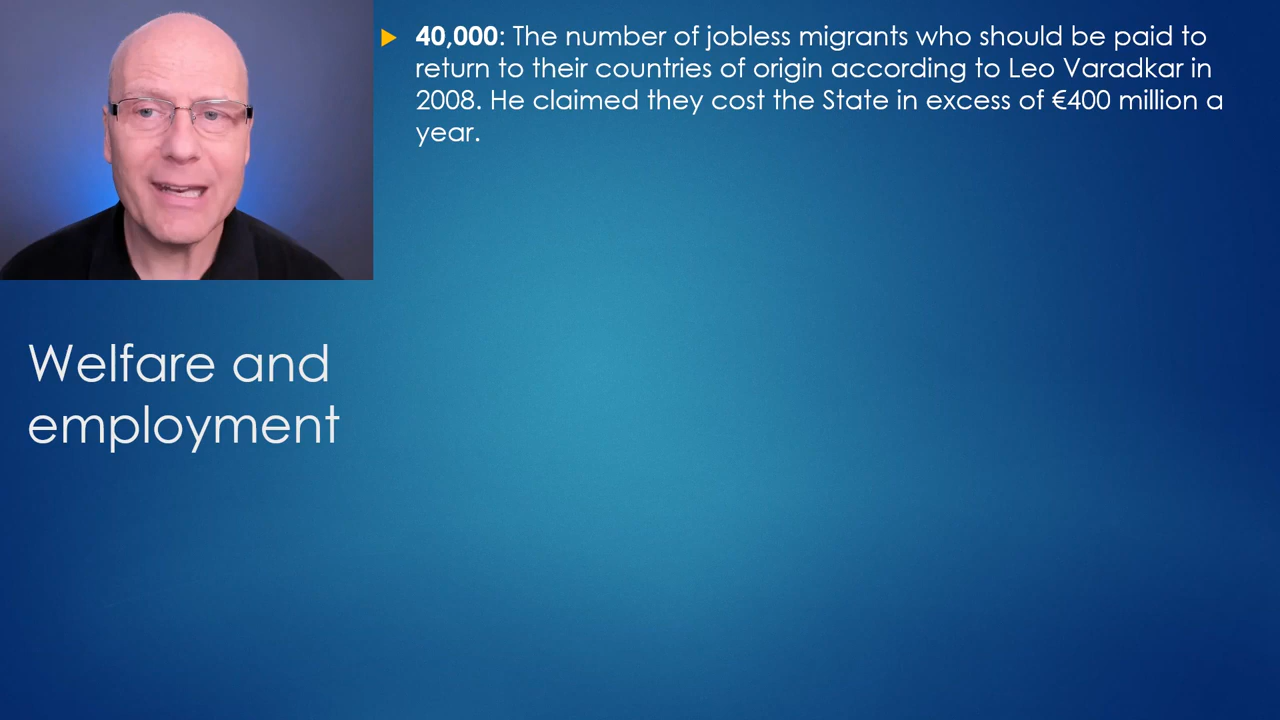 40,000: The number of jobless migrants who should be paid to
return to their countries of origin according to Leo Varadkar in
2008. He claimed they cost the State in excess of €400 million a
year.
Welfare and
employment